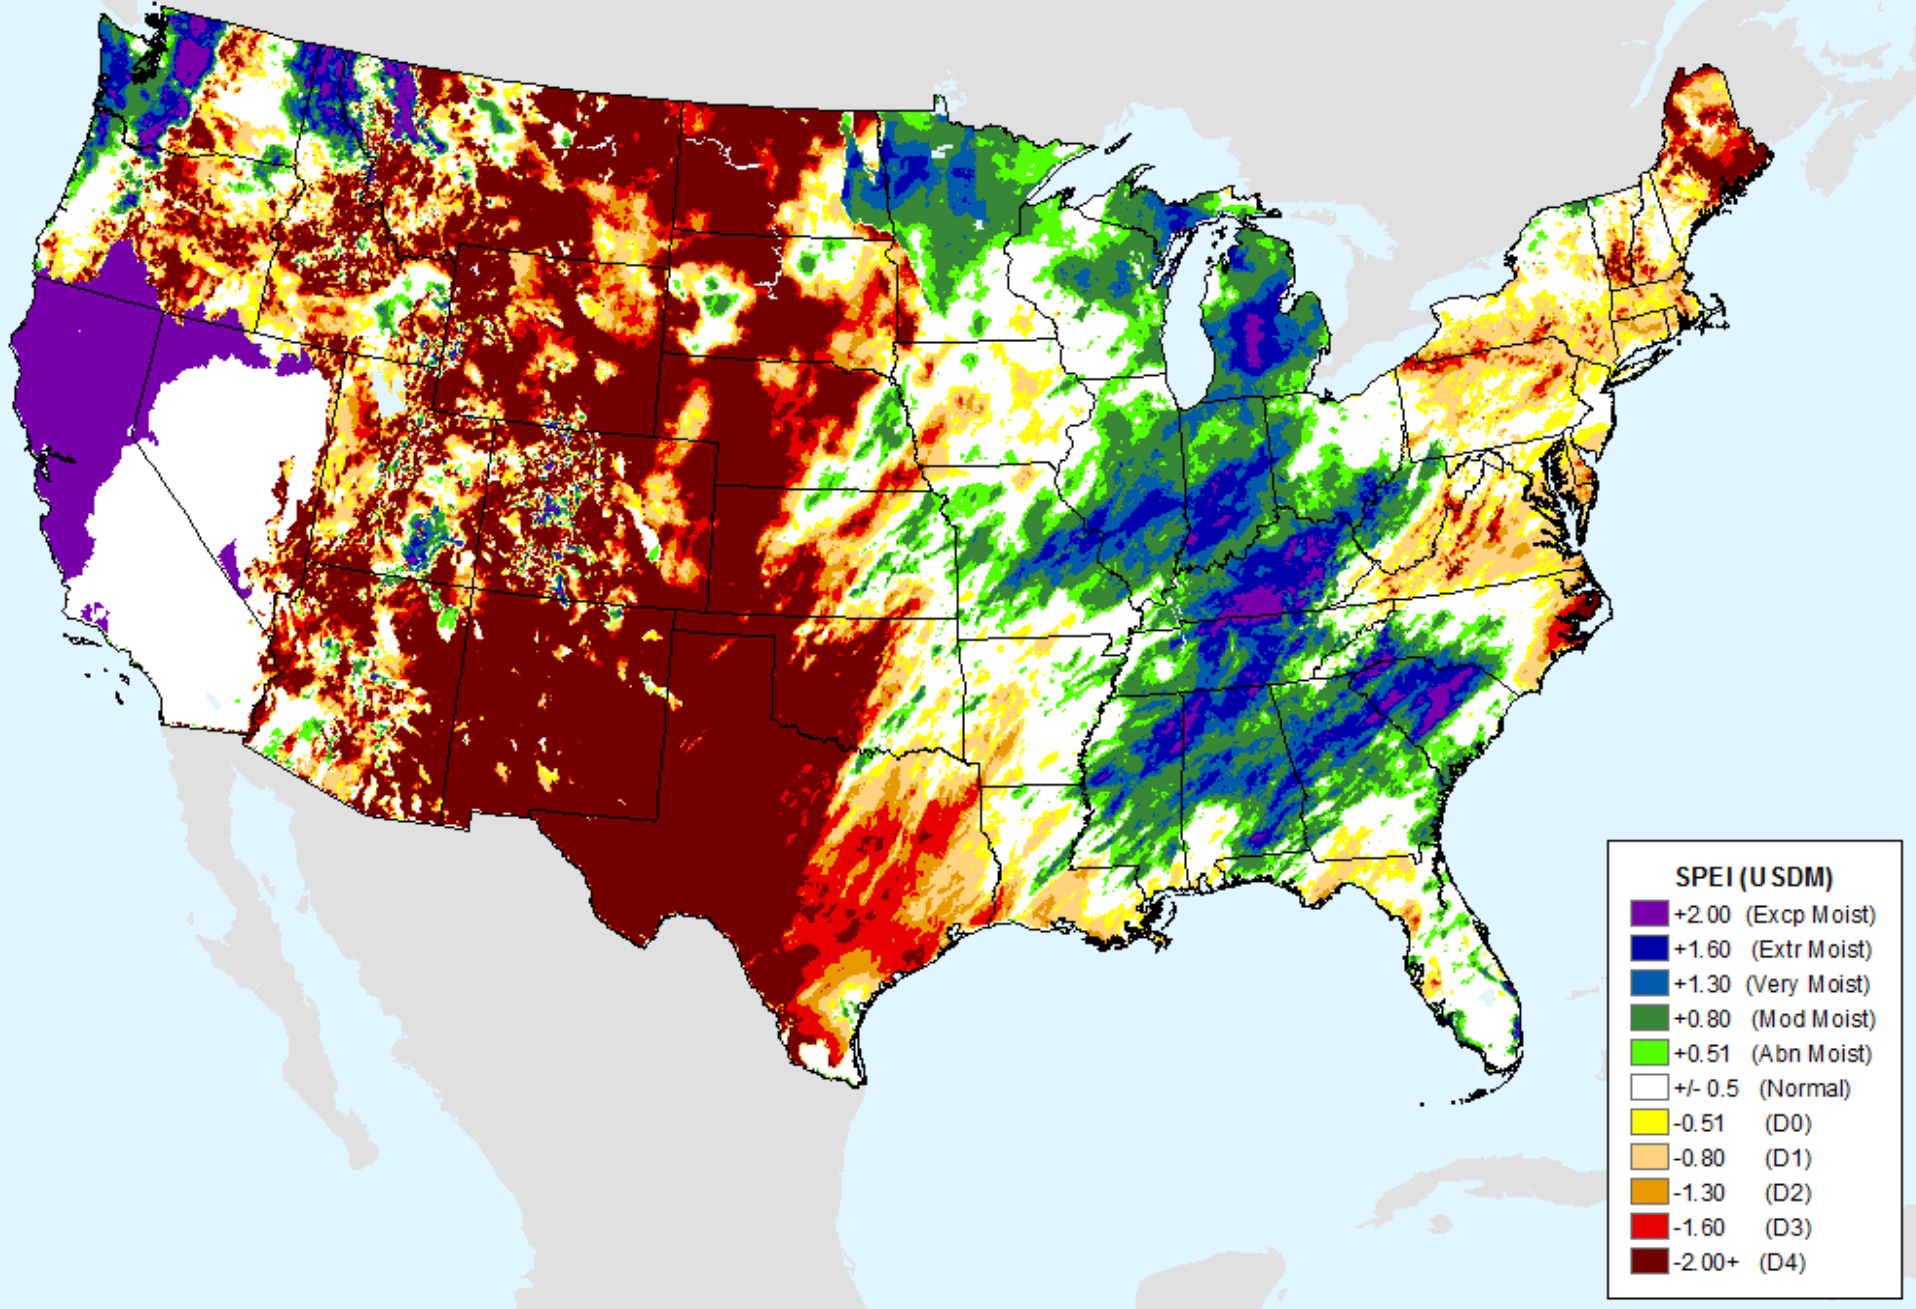 SPEI (USDM)
+2.00 (Excp Moist)
+1.60 (Extr Moist)
+1.30 (Very Moist)
+0.80 (Mod Moist)
+0.51 (Abn Moist)
+/- 0.5 (Normal)
-0.51 (D0)
-0.80 (D1)
-1.30 (D2)
-1.60 (D3)
-2.00+ (D4)